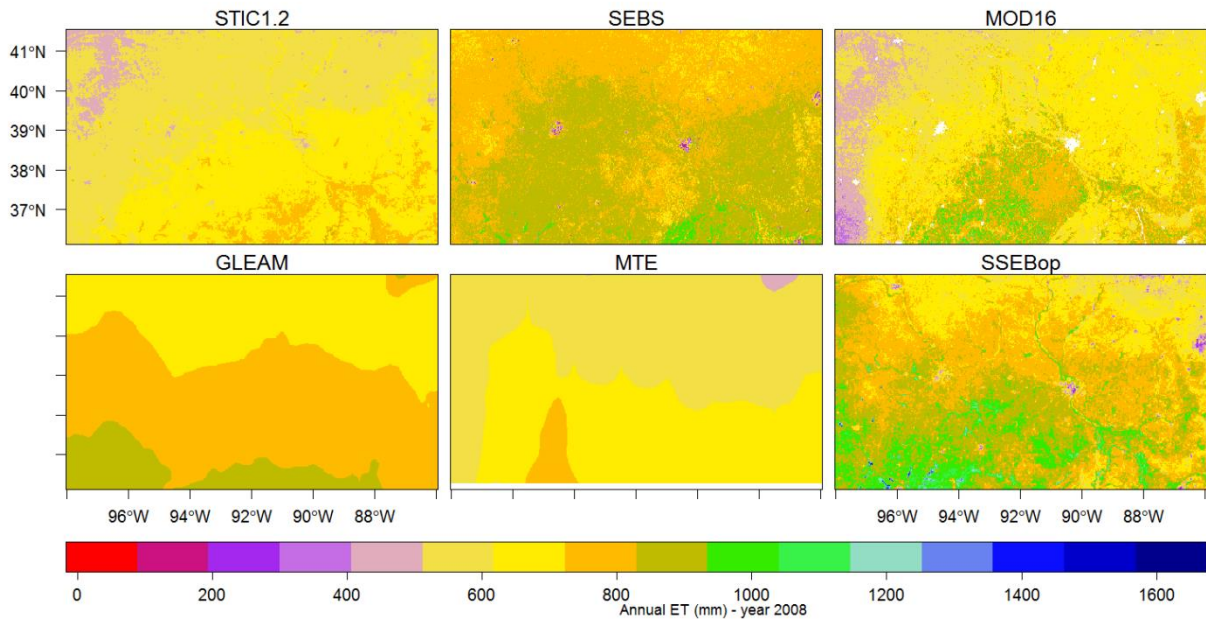 STIC1.2 SEBS MOD16
41°N
40°N
39°N
38°N
37°N
GLEAM MTE SSEBop
96°W 94°W 92°W 90°W 88°W 96°W 94°W 92°W 90°W 88°W
0 200 400 600 800 1000 1200 1400 1600
Annual ET (mm) - year 2008